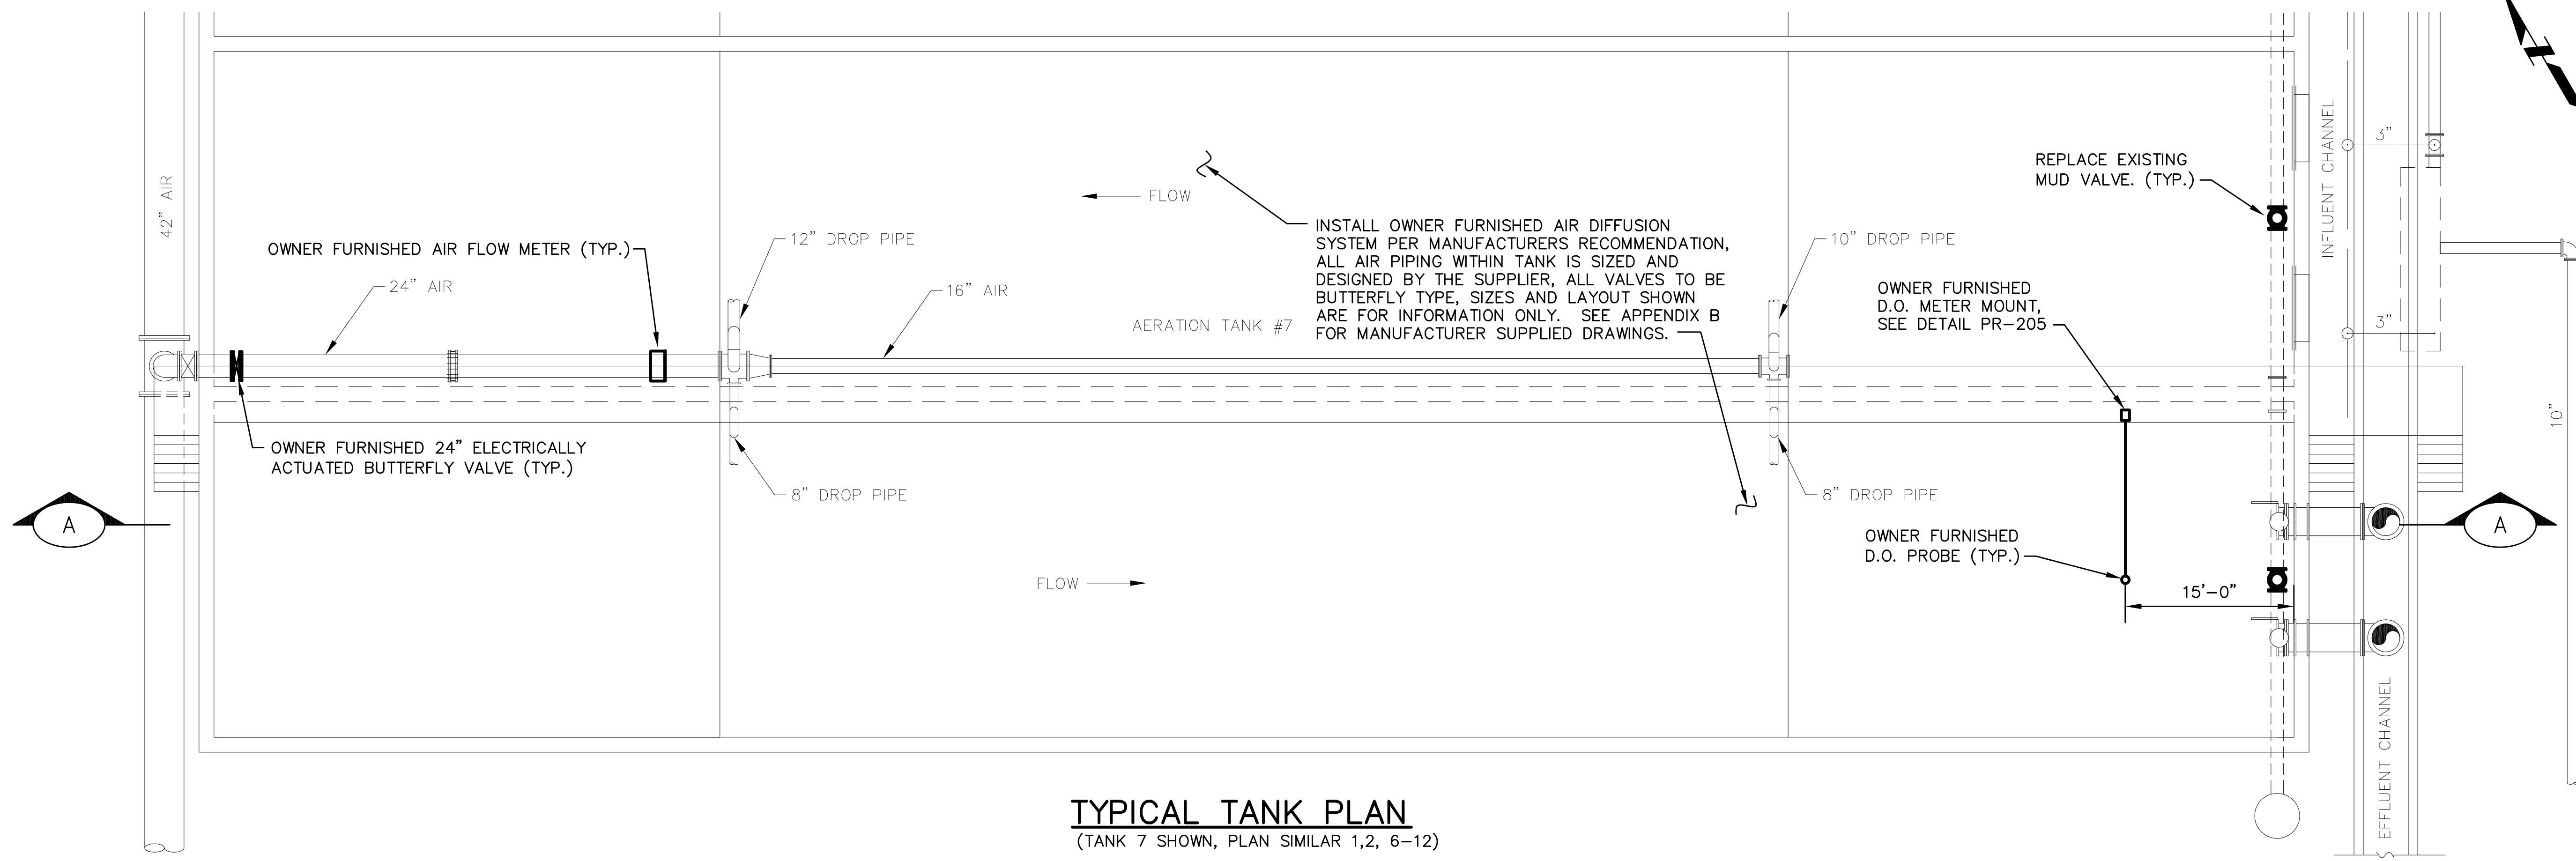 42" AIR
OWNER FURNISHED AIR FLOW METER (TYP.)
24" AIR
12" DROP PIPE
16" AIR
FLOW
AERATION TANK #7
INSTALL OWNER FURNISHED AIR DIFFUSION
SYSTEM PER MANUFACTURERS RECOMMENDATION,
ALL AIR PIPING WITHIN TANK IS SIZED AND
DESIGNED BY THE SUPPLIER, ALL VALVES TO BE
BUTTERFLY TYPE, SIZES AND LAYOUT SHOWN
ARE FOR INFORMATION ONLY.  SEE APPENDIX B
FOR MANUFACTURER SUPPLIED DRAWINGS.
10" DROP PIPE
REPLACE EXISTING
MUD VALVE. (TYP.)
OWNER FURNISHED
D.O. METER MOUNT,
SEE DETAIL PR-205
INFLUENT CHANNEL
3"
3"
10"
OWNER FURNISHED 24" ELECTRICALLY
ACTUATED BUTTERFLY VALVE (TYP.)
8" DROP PIPE
8" DROP PIPE
A
A
OWNER FURNISHED
D.O. PROBE (TYP.)
FLOW
15'-0"
EFFLUENT CHANNEL
TYPICAL TANK PLAN
(TANK 7 SHOWN, PLAN SIMILAR 1,2, 6-12)